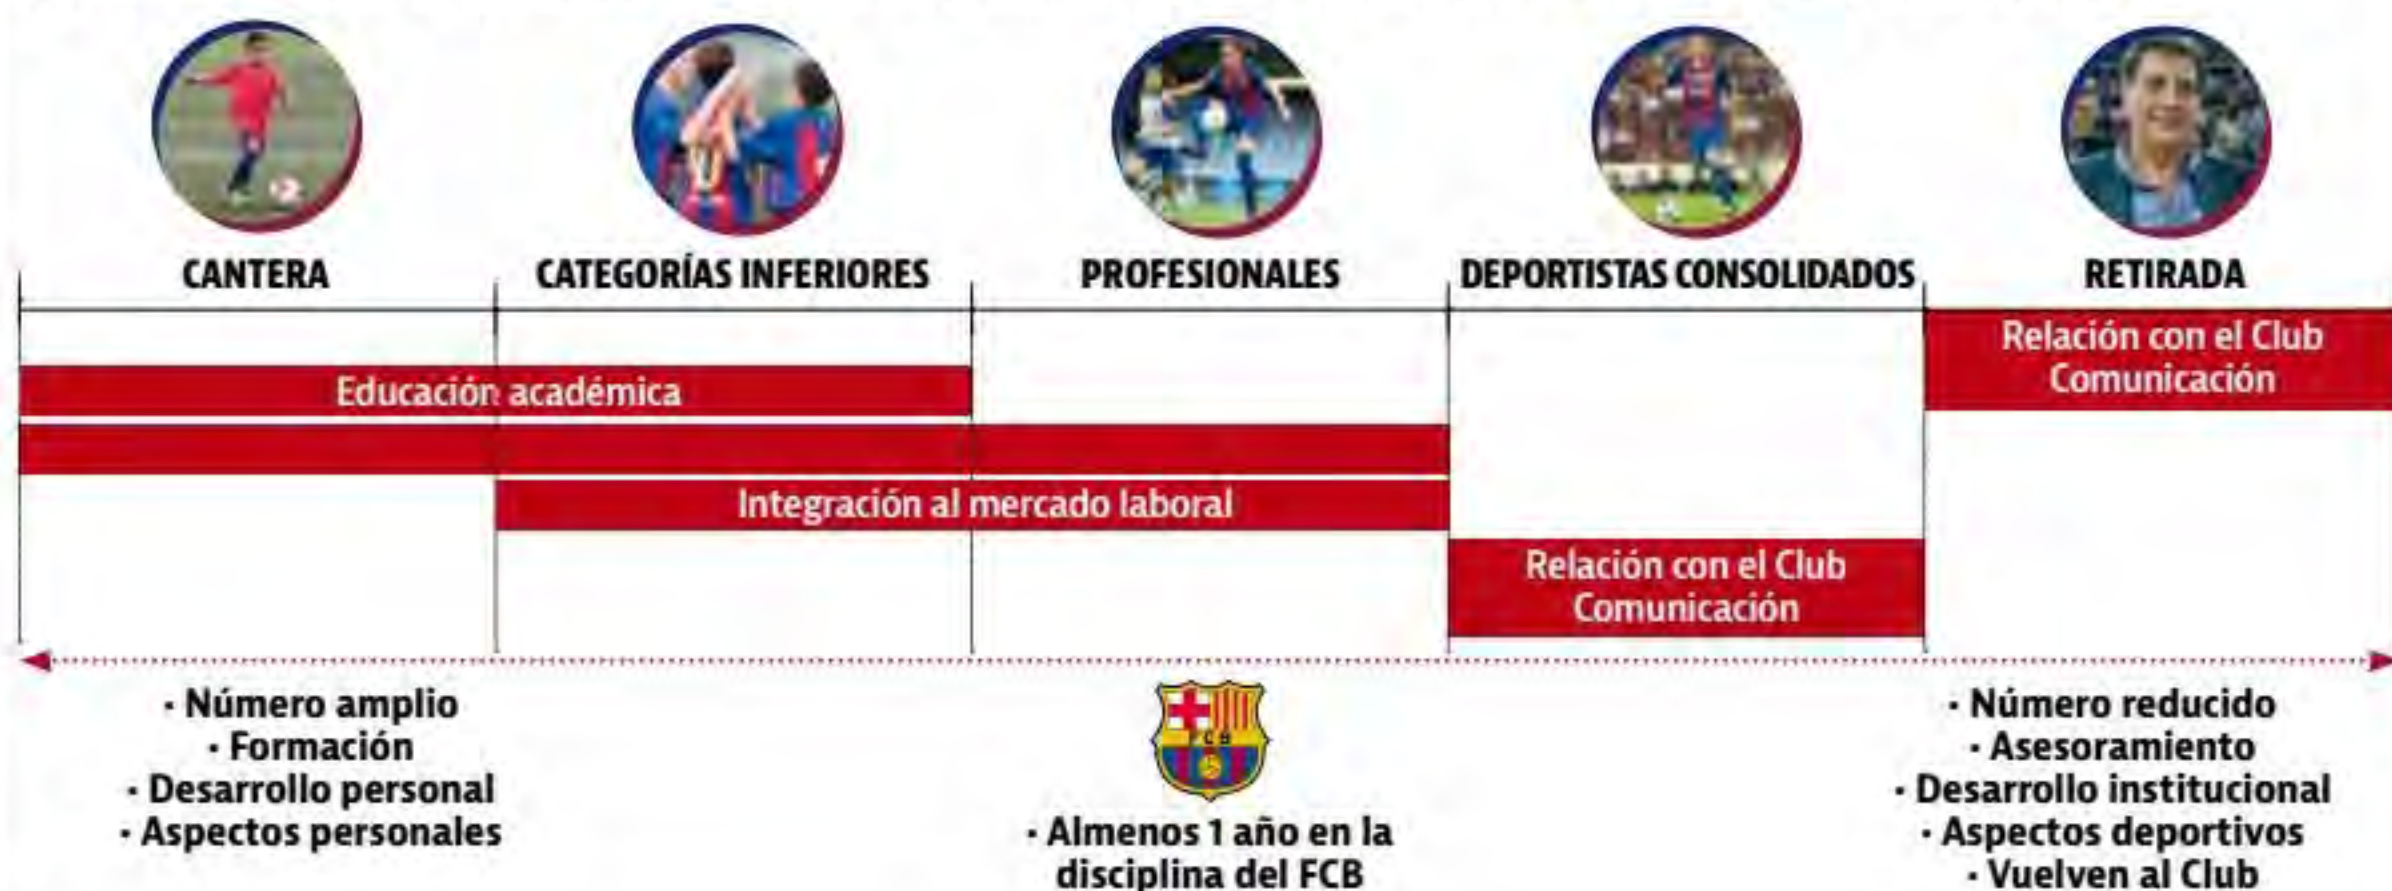 CANTERA
CATEGORÍAS INFERIORES
PROFESIONALES
DEPORTISTAS CONSOLIDADOS
RETIRADA
Relación con el Club
Comunicación
Educación académica
Integración al mercado laboral
Relación con el Club
Comunicación
· Número amplio
· Formación
· Desarrollo personal
· Aspectos personales
FCB
· Almenos 1 año en la
disciplina del FCB
· Número reducido
· Asesoramiento
· Desarrollo institucional
· Aspectos deportivos
· Vuelven al Club